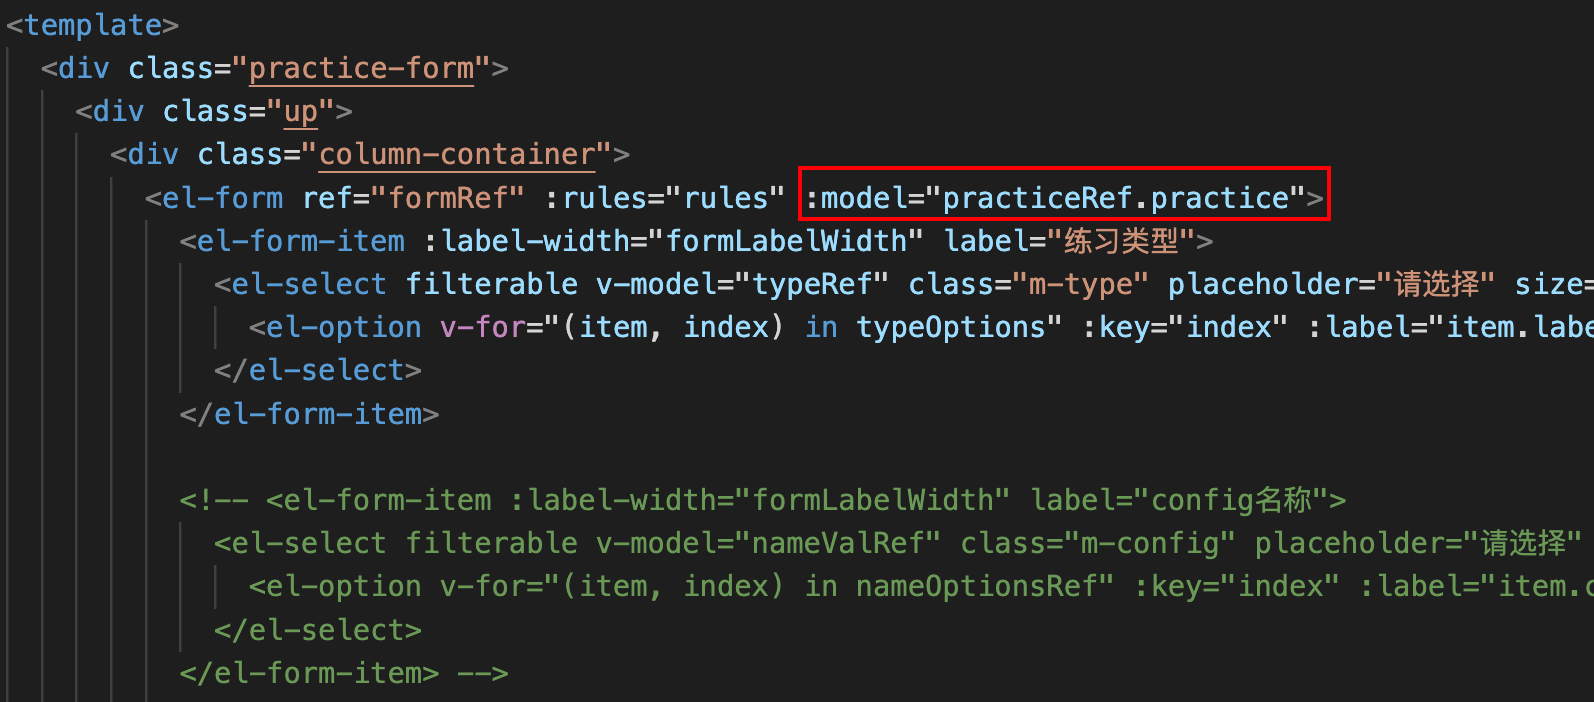 <template>
<div class="practice-form">
<div class="up">
<div class="column-container">
<el-form ref="formRef" :rules="rules" :model="practiceRef.practice">
<el-form-item :label-width="formLabelWidth" label="练习类型">
<el-select filterable v-model="typeRef" class="m-type" placeholder="请选择" size=
<el-option v-for="(item, index) in typeOptions" :key="index" :label="item.labe
</el-select>
</el-form-item>
<!-- <el-form-item :label-width="formLabelWidth" label="config名称">
<el-select filterable v-model="nameValRef" class="m-config" placeholder="请选择"
<el-option v-for="(item, index) in nameOptionsRef" :key="index" :label="item.c
</el-select>
</el-form-item> -->